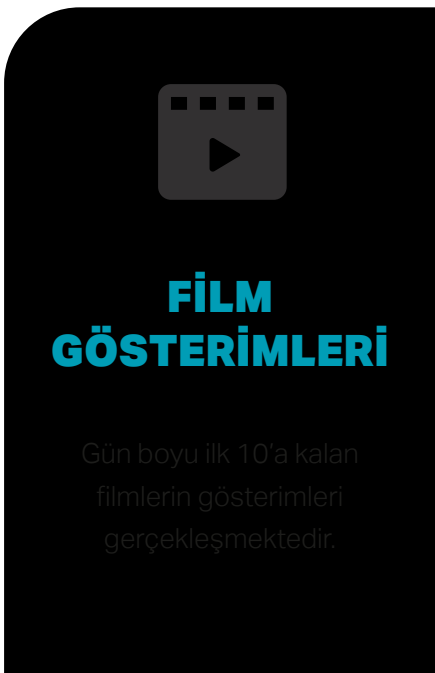 FİLM
GÖSTERİMLERİ
Gün boyu ilk 10'a kalan
filmlerin gösterimleri
gerçekleşmektedir.